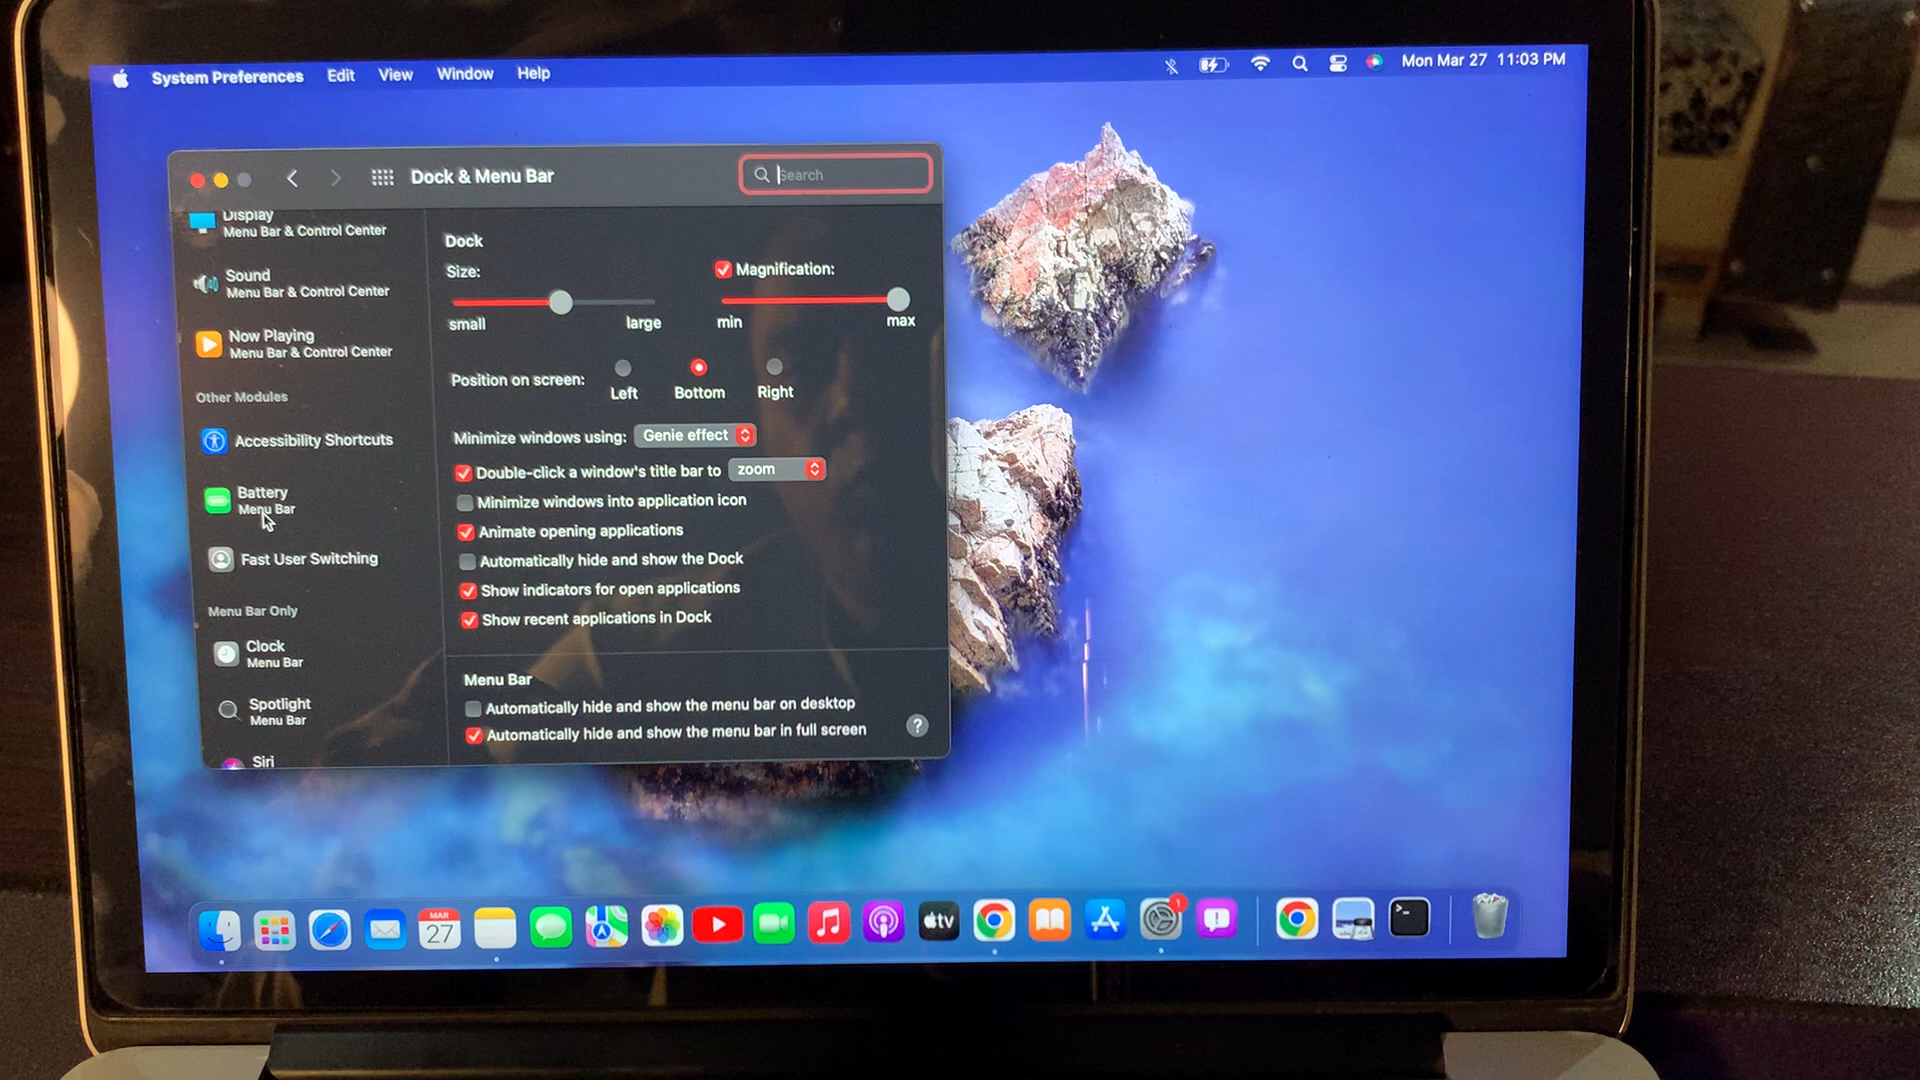 System Preferences Edit View Window Help
Mon Mar 27 11:03 PM
Dock & Menu Bar
Search
Display
Menu Bar & Control Center
Sound
Menu Bar & Control Center
Now Playing
Menu Bar & Control Center
Other Modules
Accessibility Shortcuts
Battery
Menu Bar
Fast User Switching
Menu Bar Only
Clock
Menu Bar
Spotlight
Menu Bar
Siri
Dock
Size:
small large
Magnification:
min max
Position on screen:
Left Bottom Right
Minimize windows using: Genie effect
Double-click a window's title bar to zoom
Minimize windows into application icon
Animate opening applications
Automatically hide and show the Dock
Show indicators for open applications
Show recent applications in Dock
Menu Bar
Automatically hide and show the menu bar on desktop
Automatically hide and show the menu bar in full screen
?
MAR
27
tv
1